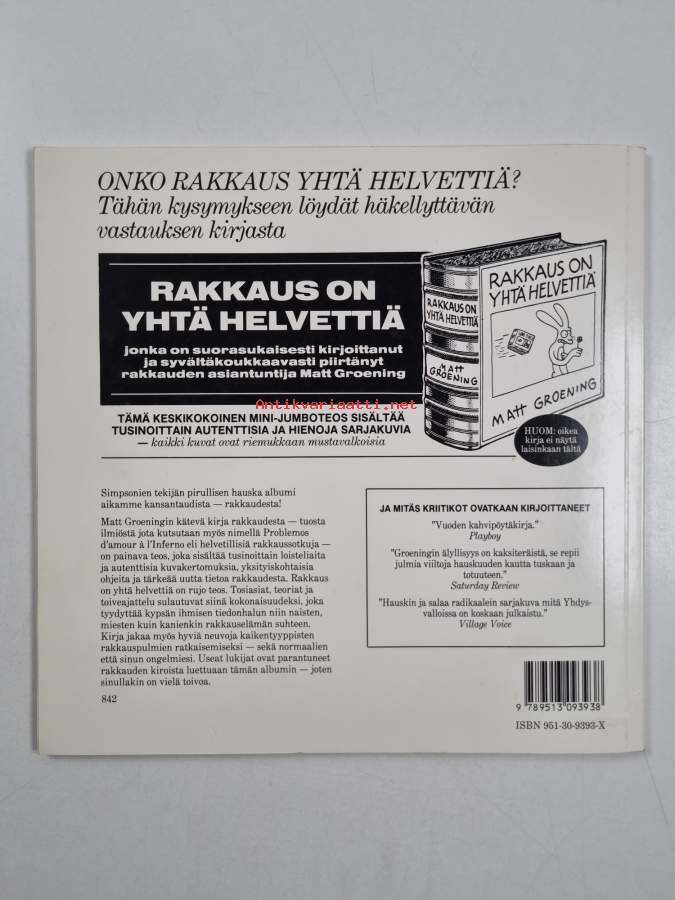 ONKO RAKKAUS YHTÄ HELVETTIÄ?
Tähän kysymykseen löydät häkellyttävän
vastauksen kirjasta
RAKKAUS ON
YHTÄ HELVETTIÄ
jonka on suorasukaisesti kirjoittanut
ja syvältäkoukkaavasti piirtänyt
rakkauden asiantuntija Matt Groening
Antikvariaatti.net
TÄMÄ KESKIKOKOINEN MINI-JUMBOTEOS SISÄLTÄÄ
TUSINOITTAIN AUTENTTISIA JA HIENOJA SARJAKUVIA
— kaikki kuvat ovat riemukkaan mustavalkoisia
RAKKAUS ON
YHTÄ HELVETTIÄ
MATT
GROENING
RAKKAUS ON
YHTÄ HELVETTIÄ
MATT GROENING
HUOM: oikea
kirja ei näytä
laisinkaan tältä
Simpsonien tekijän pirullisen hauska albumi
aikamme kansantaudista — rakkaudesta!
Matt Groeningin kätevä kirja rakkaudesta — tuosta
ilmiöstä jota kutsutaan myös nimellä Problemos
d'amour à l'Inferno eli helvetillisiä rakkaussotkuja —
on painava teos, joka sisältää tusinoittain loisteliaita
ja autenttisia kuvakertomuksia, yksityiskohtaisia
ohjeita ja tärkeää uutta tietoa rakkaudesta. Rakkaus
on yhtä helvettiä on rujo teos. Tosiasiat, teoriat ja
toiveajattelu sulautuvat siinä kokonaisuudeksi, joka
tyydyttää kypsän ihmisen tiedonhalun niin naisten,
miesten kuin kanienkin rakkauselämän suhteen.
Kirja jakaa myös hyviä neuvoja kaikentyyppisten
rakkauspulmien ratkaisemiseksi — sekä normaalien
että sinun ongelmiesi. Useat lukijat ovat parantuneet
rakkauden kiroista luettuaan tämän albumin — joten
sinullakin on vielä toivoa.
842
JA MITÄS KRIITIKOT OVATKAAN KIRJOITTANEET
"Vuoden kahvipöytäkirja."
Playboy
"Groeningin älyllisyys on kaksiteräistä, se repii
julmia viiltoja hauskuuden kautta tuskaan ja
totuuteen."
Saturday Review
"Hauskin ja salaa radikaalein sarjakuva mitä Yhdys-
valloissa on koskaan julkaistu."
Village Voice
9 789513 093938
ISBN 951-30-9393-X